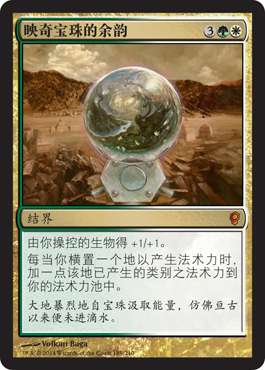 映奇宝珠的余韵 3
结界
由你操控的生物得 +1/+1。
每当你横置一个地以产生法术力时,
加一点该地已产生的类别之法术力到
你的法术力池中。
大地暴烈地自宝珠汲取能量，仿佛亘古
以来便未进滴水。
Volkan Baga